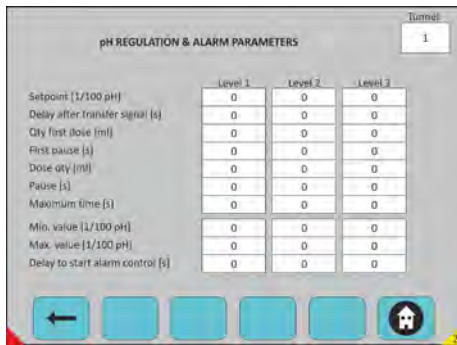 Tunnel
pH REGULATION & ALARM PARAMETERS 1
Level 1 Level 2 Level 3
Setpoint (1/100 pH) 0 0 0
Delay after transfer signal (s) 0 0 0
Qty first dose (ml) 0 0 0
First pause (s) 0 0 0
Dose qty (ml) 0 0 0
Pause (s) 0 0 0
Maximum time (s) 0 0 0
Min. value (1/100 pH) 0 0 0
Max. value (1/100 pH) 0 0 0
Delay to start alarm control (s) 0 0 0